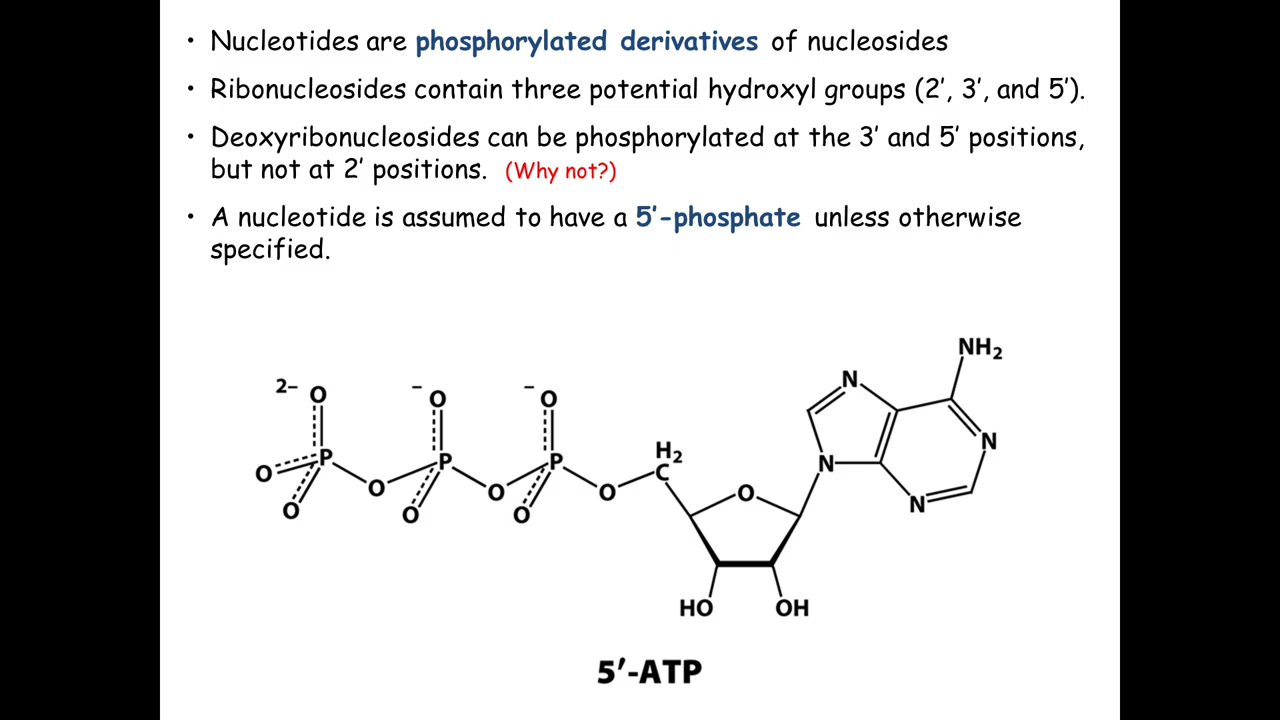 • Nucleotides are phosphorylated derivatives of nucleosides
• Ribonucleosides contain three potential hydroxyl groups (2′, 3′, and 5′).
• Deoxyribonucleosides can be phosphorylated at the 3′ and 5′ positions,
but not at 2′ positions. (Why not?)
• A nucleotide is assumed to have a 5′-phosphate unless otherwise
specified.
NH₂
N
2– O – O – O
N
H₂
O P P P C N
O
O O O N
O O O
HO OH
5′-ATP